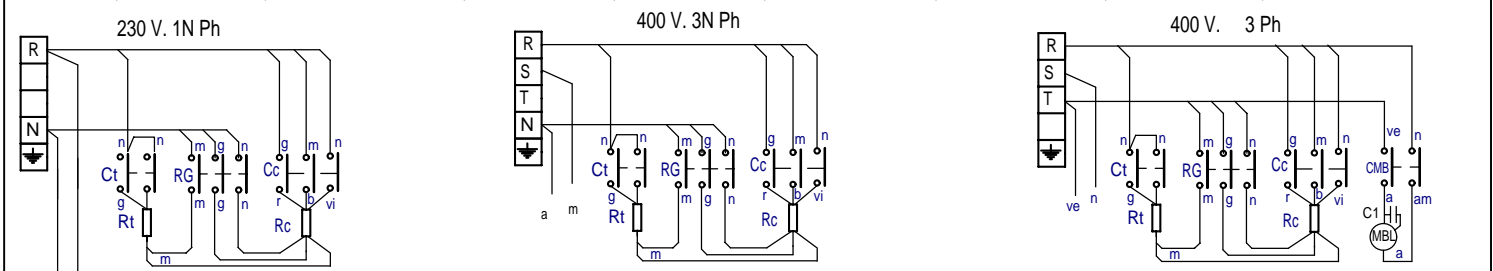 230 V. 1N Ph
R
N
n n m g n g m n
Ct RG Cc
g m g n r b vi
Rt Rc
m
400 V. 3N Ph
R
S
T
N
n n m g n g m n
Ct RG Cc
g m g n r b vi
a m Rt Rc
m
400 V. 3 Ph
R
S
T
n n m g n g m n ve n
Ct RG Cc CMB
g m g n r b vi a am
ve n Rt Rc C1
MBL
m a